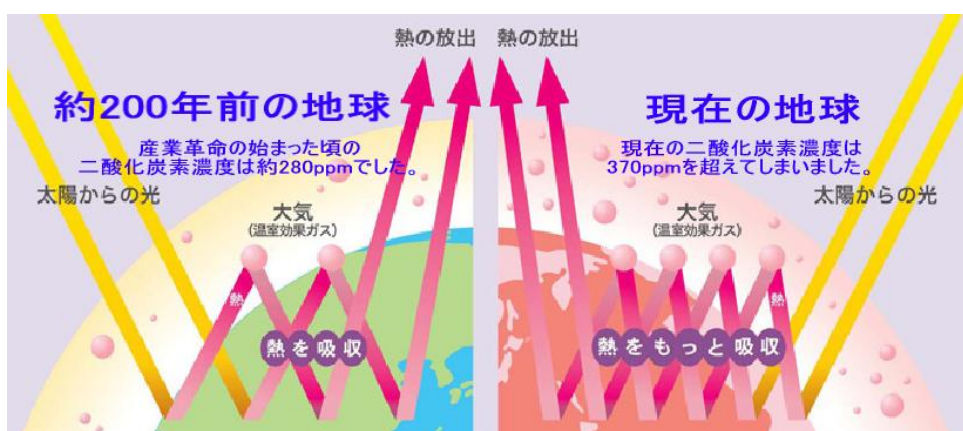 熱の放出
熱の放出
約200年前の地球
産業革命の始まった頃の
二酸化炭素濃度は約280ppmでした。
太陽からの光
大気
(温室効果ガス)
熱
熱を吸収
現在の地球
現在の二酸化炭素濃度は
370ppmを超えてしまいました。
太陽からの光
大気
(温室効果ガス)
熱
熱をもっと吸収